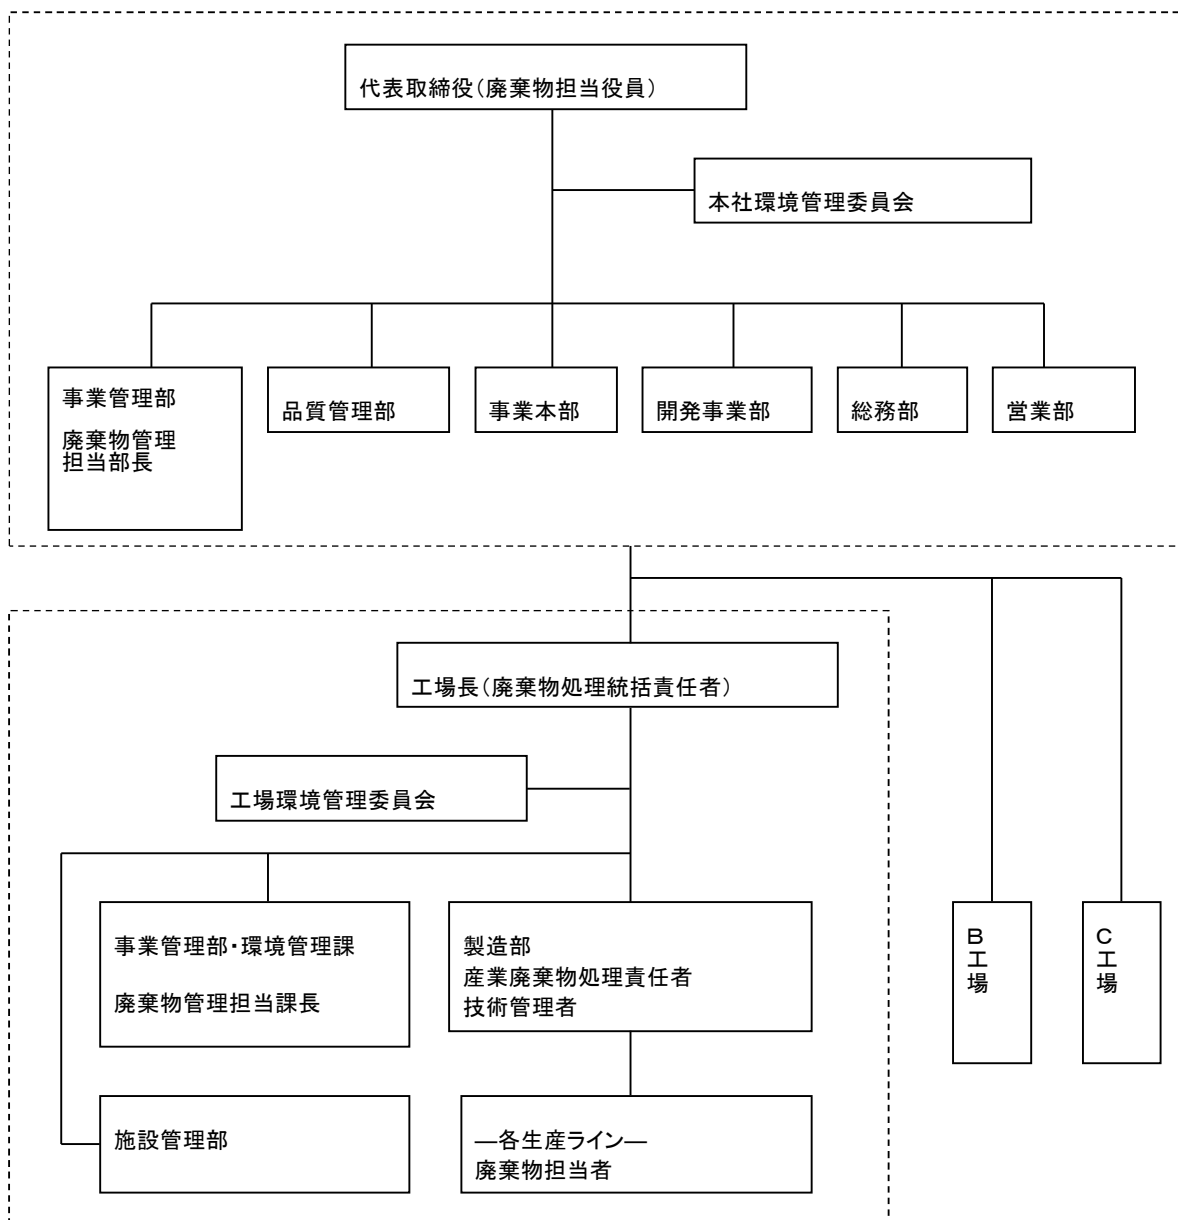 代表取締役（廃棄物担当役員）
本社環境管理委員会
事業管理部
廃棄物管理
担当部長
品質管理部
事業本部
開発事業部
総務部
営業部
工場長（廃棄物処理統括責任者）
工場環境管理委員会
事業管理部・環境管理課
廃棄物管理担当課長
製造部
産業廃棄物処理責任者
技術管理者
B工場
C工場
施設管理部
―各生産ライン―
廃棄物担当者